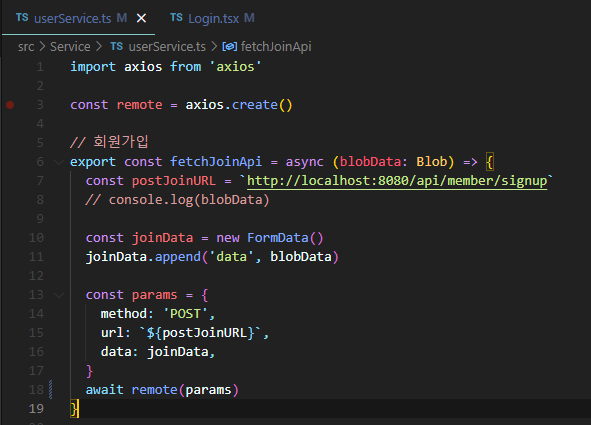 TS userService.ts M × TS Login.tsx M
src > Service > TS userService.ts > fetchJoinApi
1 import axios from 'axios'
2
3 const remote = axios.create()
4
5 // 회원가입
6 export const fetchJoinApi = async (blobData: Blob) => {
7 const postJoinURL = `http://localhost:8080/api/member/signup`
8 // console.log(blobData)
9
10 const joinData = new FormData()
11 joinData.append('data', blobData)
12
13 const params = {
14 method: 'POST',
15 url: `${postJoinURL}`,
16 data: joinData,
17 }
18 await remote(params)
19 }